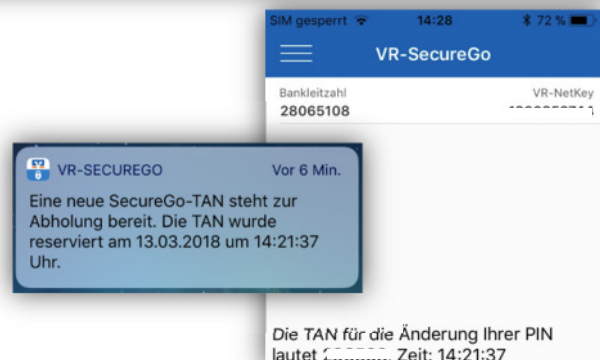 SIM gesperrt 14:28 72 %
VR-SecureGo
Bankleitzahl VR-NetKey
28065108
VR-SECUREGO Vor 6 Min.
Eine neue SecureGo-TAN steht zur
Abholung bereit. Die TAN wurde
reserviert am 13.03.2018 um 14:21:37
Uhr.
Die TAN für die Änderung Ihrer PIN
lautet Zeit: 14:21:37